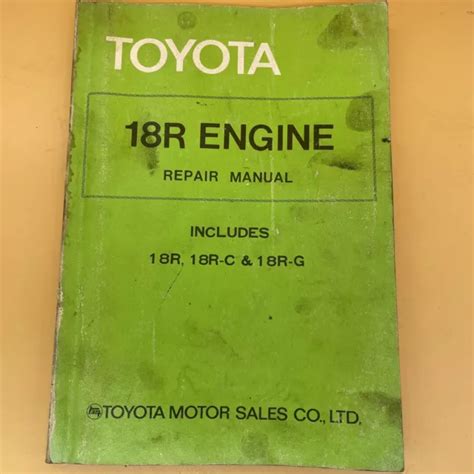 TOYOTA
18R ENGINE
REPAIR MANUAL
INCLUDES
18R, 18R-C & 18R-G
TOYOTA MOTOR SALES CO., LTD.